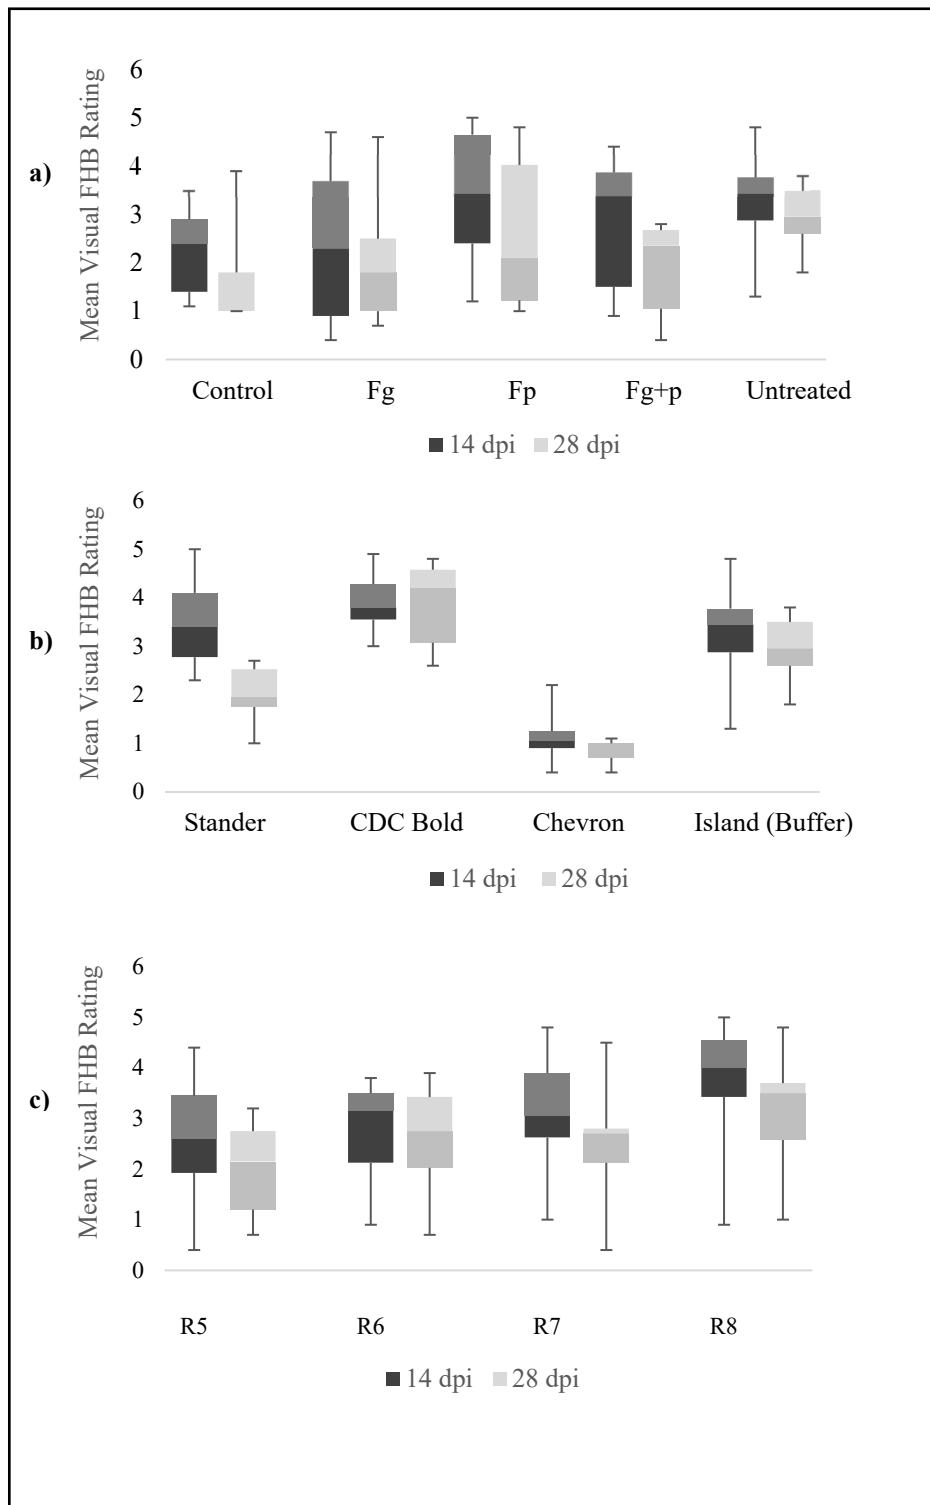 a)
Mean Visual FHB Rating
6
5
4
3
2
1
0
Control Fg Fp Fg+p Untreated
14 dpi 28 dpi
b)
Mean Visual FHB Rating
6
5
4
3
2
1
0
Stander CDC Bold Chevron Island (Buffer)
14 dpi 28 dpi
c)
Mean Visual FHB Rating
6
5
4
3
2
1
0
R5 R6 R7 R8
14 dpi 28 dpi